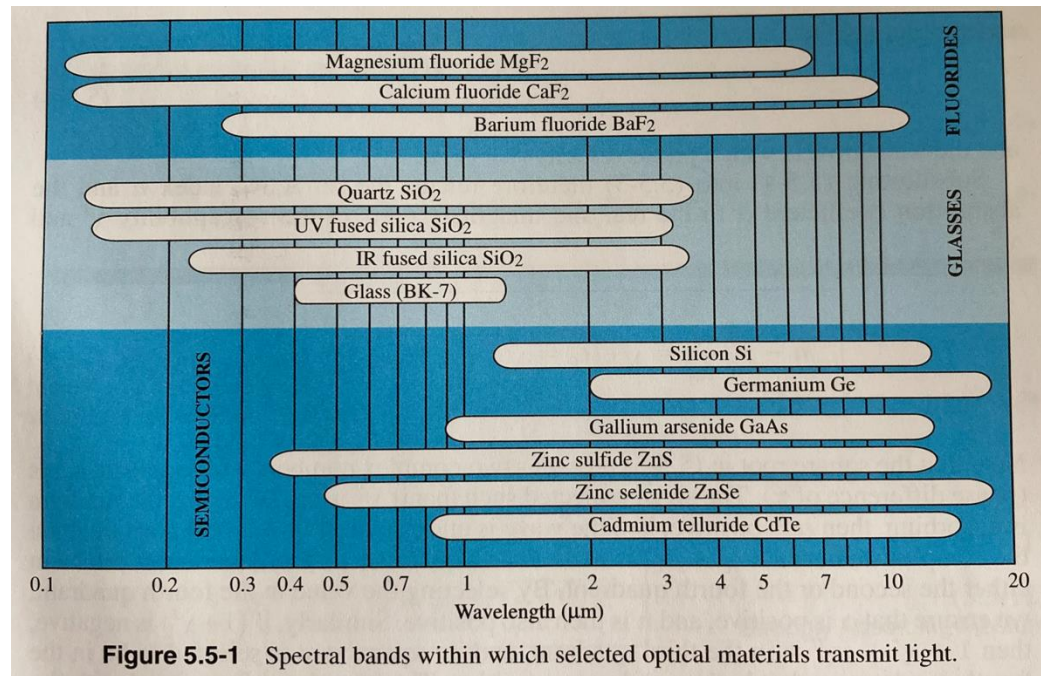 Magnesium fluoride MgF2
Calcium fluoride CaF2
Barium fluoride BaF2
FLUORIDES
Quartz SiO2
UV fused silica SiO2
IR fused silica SiO2
Glass (BK-7)
GLASSES
Silicon Si
Germanium Ge
Gallium arsenide GaAs
Zinc sulfide ZnS
Zinc selenide ZnSe
Cadmium telluride CdTe
SEMICONDUCTORS
0.1 0.2 0.3 0.4 0.5 0.7 1 2 3 4 5 7 10 20
Wavelength (µm)
Figure 5.5-1 Spectral bands within which selected optical materials transmit light.